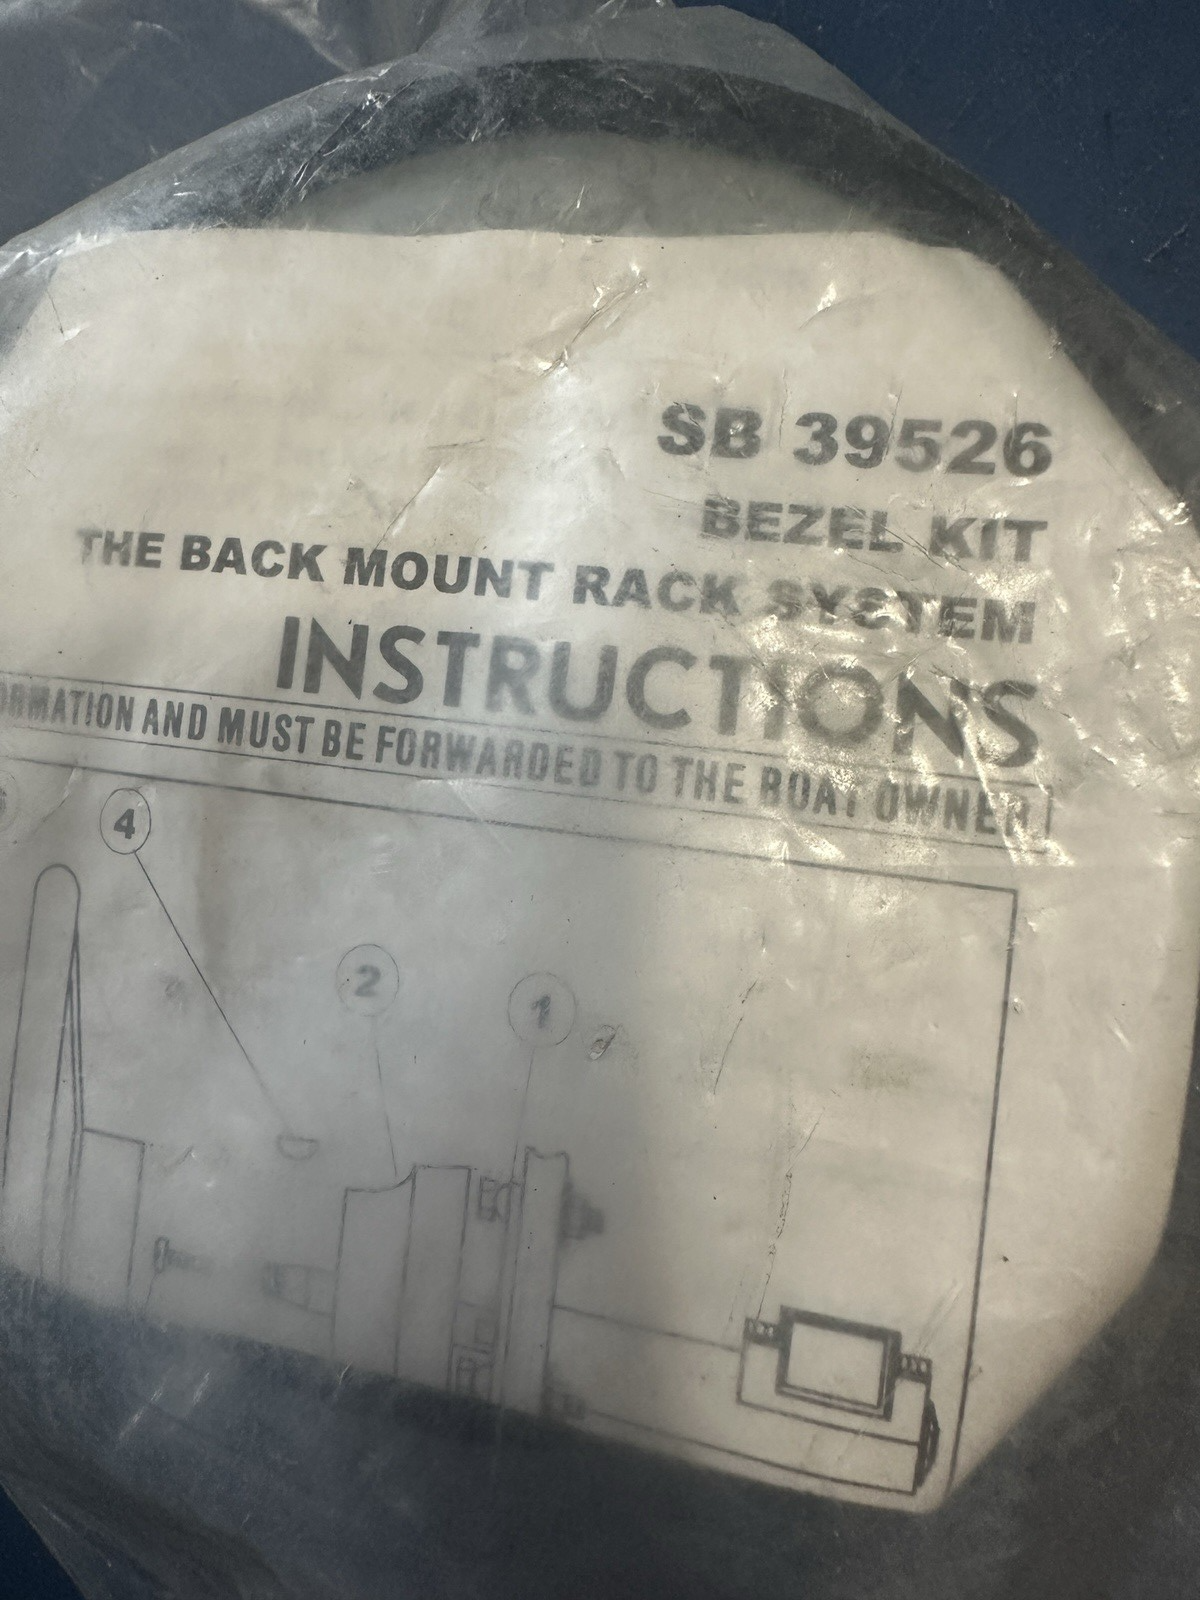 SB 39526
BEZEL KIT
THE BACK MOUNT RACK SYSTEM
INSTRUCTIONS
ORMATION AND MUST BE FORWARDED TO THE BOAT OWNER
4
2
1